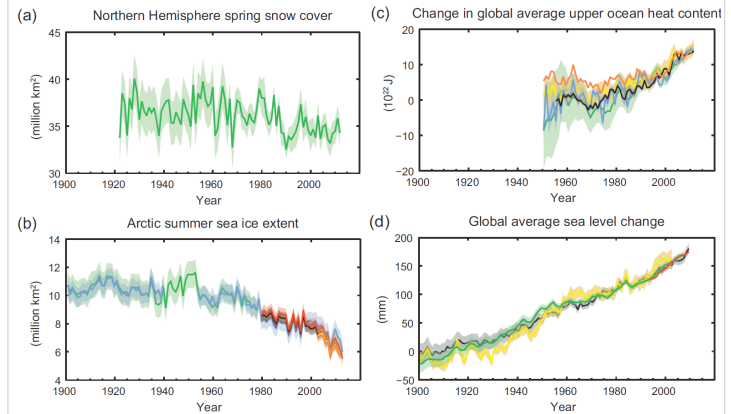 (a) Northern Hemisphere spring snow cover
45
40
35
30
(million km²)
1900 1920 1940 1960 1980 2000
Year
(c) Change in global average upper ocean heat content
20
10
0
−10
−20
(10²² J)
1900 1920 1940 1960 1980 2000
Year
(b) Arctic summer sea ice extent
14
12
10
8
6
4
(million km²)
1900 1920 1940 1960 1980 2000
Year
(d) Global average sea level change
200
150
100
50
0
−50
(mm)
1900 1920 1940 1960 1980 2000
Year